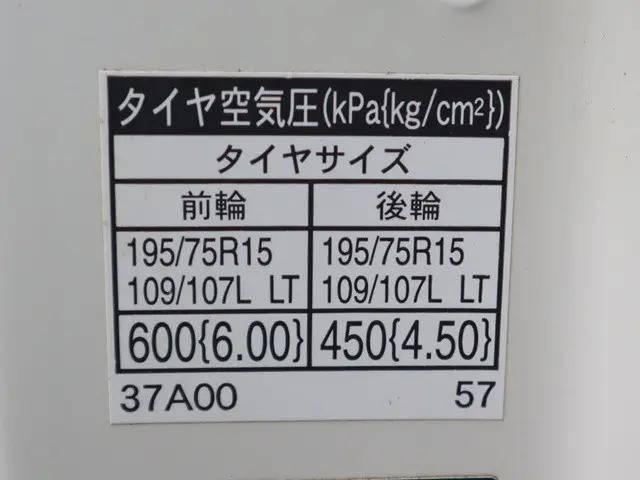 タイヤ空気圧(kPa{kg/cm²})
タイヤサイズ
前輪 後輪
195/75R15 195/75R15
109/107L LT 109/107L LT
600{6.00} 450{4.50}
37A00 57